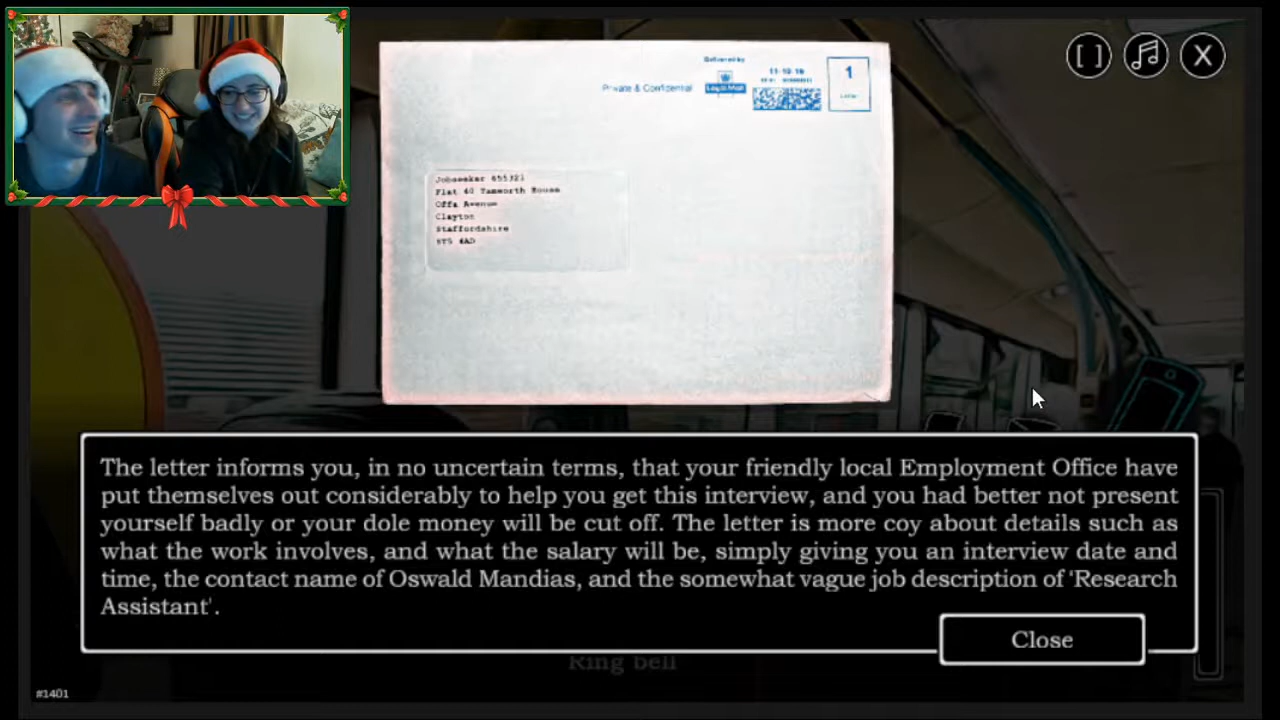 Delivered by
Private & Confidential
11-10-16
1
Letter
Jobseeker 655321
Flat 40 Tamworth House
Offa Avenue
Clayton
Staffordshire
ST5 4AD
The letter informs you, in no uncertain terms, that your friendly local Employment Office have
put themselves out considerably to help you get this interview, and you had better not present
yourself badly or your dole money will be cut off. The letter is more coy about details such as
what the work involves, and what the salary will be, simply giving you an interview date and
time, the contact name of Oswald Mandias, and the somewhat vague job description of ‘Research
Assistant’.
Close
Ring bell
#1401